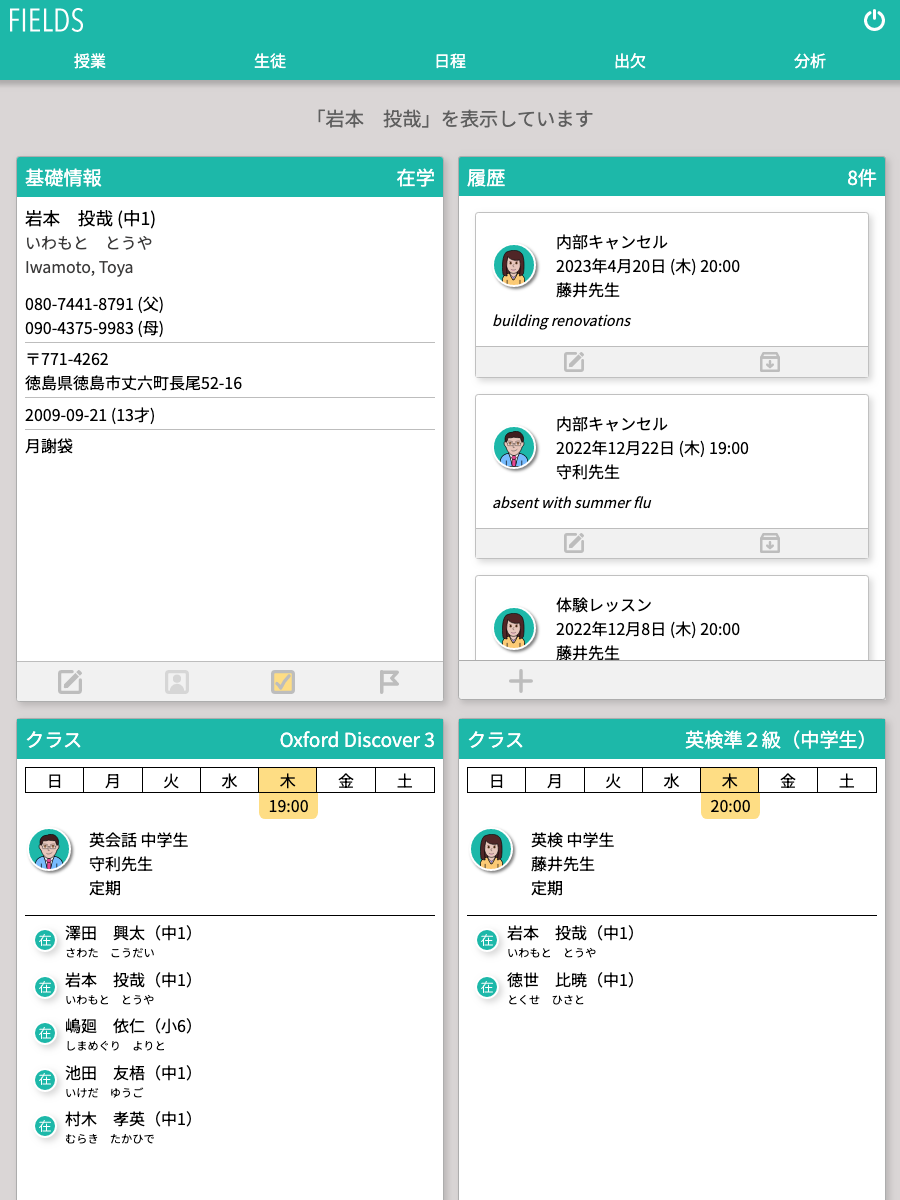 FIELDS
授業 生徒 日程 出欠 分析
「岩本　投哉」を表示しています
基礎情報 在学
岩本　投哉 (中1)
いわもと　とうや
Iwamoto, Toya
080-7441-8791 (父)
090-4375-9983 (母)
〒771-4262
徳島県徳島市丈六町長尾52-16
2009-09-21 (13才)
月謝袋
履歴 8件
内部キャンセル
2023年4月20日 (木) 20:00
藤井先生
building renovations
内部キャンセル
2022年12月22日 (木) 19:00
守利先生
absent with summer flu
体験レッスン
2022年12月8日 (木) 20:00
藤井先生
クラス Oxford Discover 3
日 月 火 水 木 金 土
19:00
英会話 中学生
守利先生
定期
在 澤田　興太（中1）
さわた　こうだい
在 岩本　投哉（中1）
いわもと　とうや
在 嶋廻　依仁（小6）
しまめぐり　よりと
在 池田　友梧（中1）
いけだ　ゆうご
在 村木　孝英（中1）
むらき　たかひで
クラス 英検準２級（中学生）
日 月 火 水 木 金 土
20:00
英検 中学生
藤井先生
定期
在 岩本　投哉（中1）
いわもと　とうや
在 徳世　比暁（中1）
とくせ　ひさと